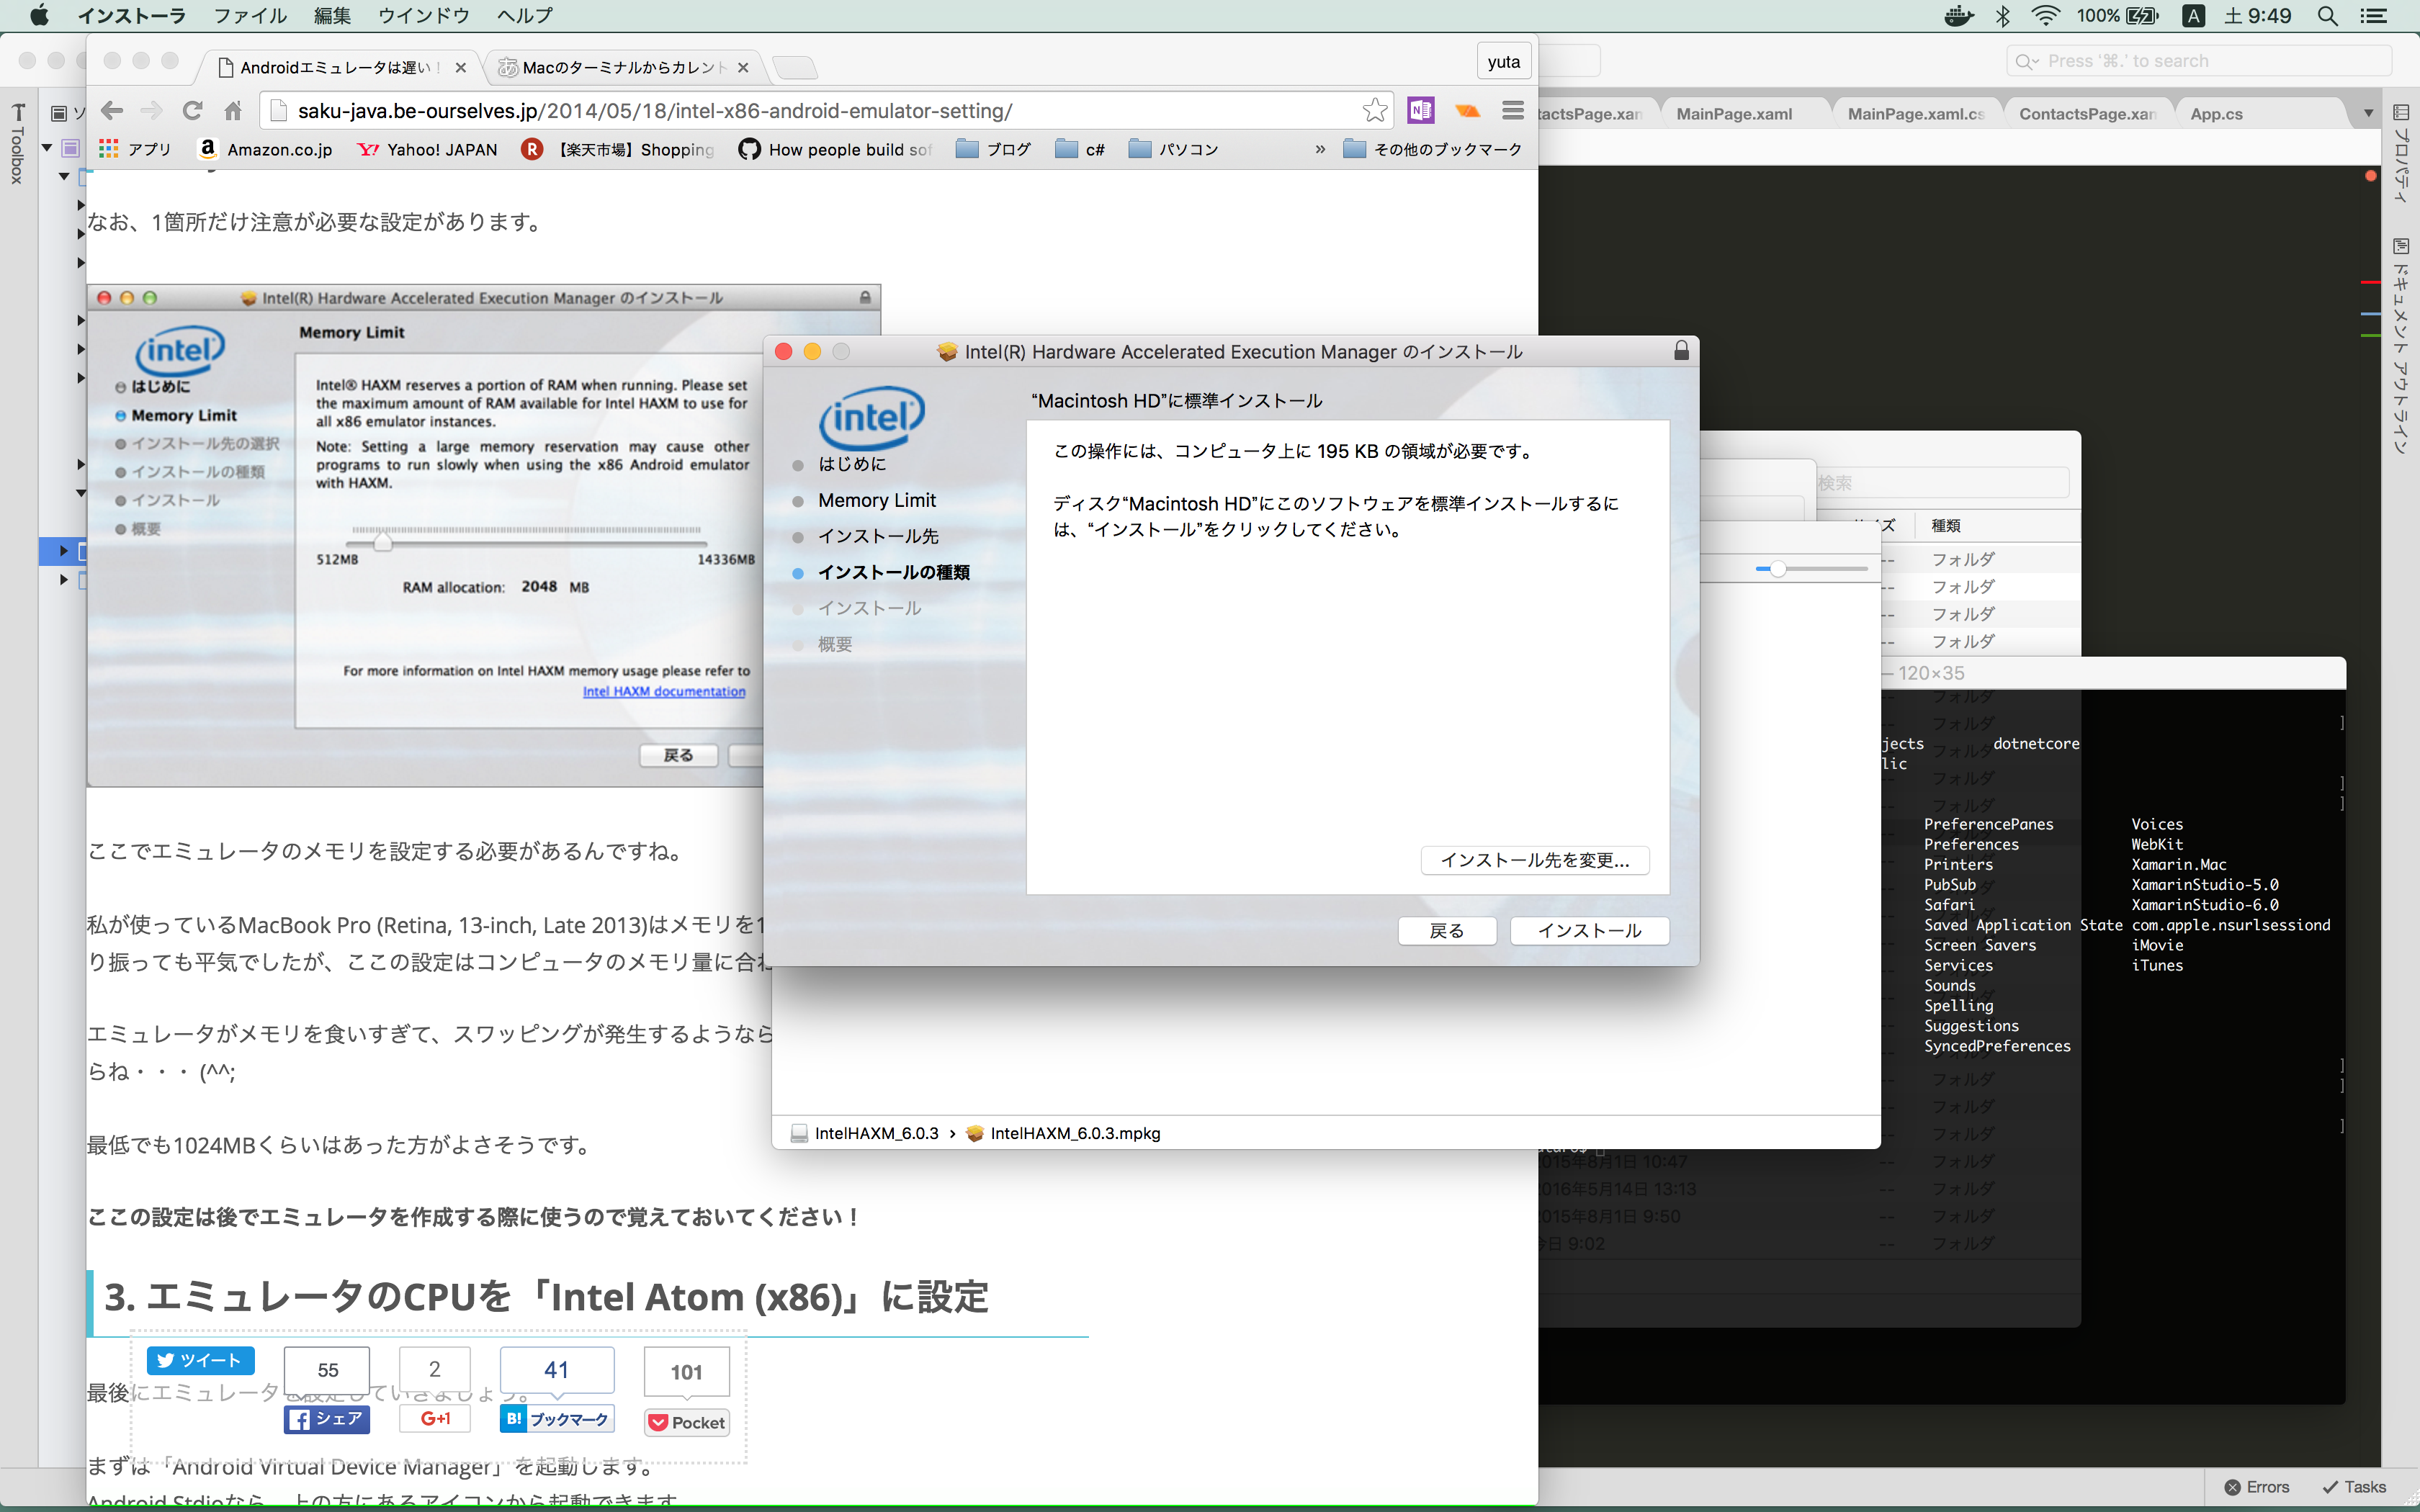 インストーラ ファイル 編集 ウインドウ ヘルプ
100% A 土 9:49
Androidエミュレータは遅い!
Macのターミナルからカレント
yuta
Press '⌘.' to search
saku-java.be-ourselves.jp/2014/05/18/intel-x86-android-emulator-setting/
MainPage.xaml
MainPage.xaml.cs
ContactsPage.xam
App.cs
アプリ
Amazon.co.jp
Yahoo! JAPAN
【楽天市場】Shopping
How people build sof
ブログ
c#
パソコン
»
その他のブックマーク
Toolbox
プロパティ
ドキュメント アウトライン
なお、1箇所だけ注意が必要な設定があります。
Intel(R) Hardware Accelerated Execution Manager のインストール
intel
Memory Limit
はじめに
Memory Limit
インストール先の選択
インストールの種類
インストール
概要
Intel® HAXM reserves a portion of RAM when running. Please set
the maximum amount of RAM available for Intel HAXM to use for
all x86 emulator instances.
Note: Setting a large memory reservation may cause other
programs to run slowly when using the x86 Android emulator
with HAXM.
512MB
14336MB
RAM allocation: 2048 MB
For more information on Intel HAXM memory usage please refer to
Intel HAXM documentation
戻る
Intel(R) Hardware Accelerated Execution Manager のインストール
intel
"Macintosh HD"に標準インストール
はじめに
Memory Limit
インストール先
インストールの種類
インストール
概要
この操作には、コンピュータ上に 195 KB の領域が必要です。
ディスク"Macintosh HD"にこのソフトウェアを標準インストールするに
は、"インストール"をクリックしてください。
インストール先を変更...
戻る
インストール
IntelHAXM_6.0.3 › IntelHAXM_6.0.3.mpkg
検索
種類
フォルダ
フォルダ
フォルダ
フォルダ
120×35
jects dotnetcore
lic
PreferencePanes Voices
Preferences WebKit
Printers Xamarin.Mac
PubSub XamarinStudio-5.0
Safari XamarinStudio-6.0
Saved Application State com.apple.nsurlsessiond
Screen Savers iMovie
Services iTunes
Sounds
Spelling
Suggestions
SyncedPreferences
2015年8月1日 10:47 -- フォルダ
2016年5月14日 13:13 -- フォルダ
2015年8月1日 9:50 -- フォルダ
今日 9:02 -- フォルダ
ここでエミュレータのメモリを設定する必要があるんですね。
私が使っているMacBook Pro (Retina, 13-inch, Late 2013)はメモリを1
り振っても平気でしたが、ここの設定はコンピュータのメモリ量に合わ
エミュレータがメモリを食いすぎて、スワッピングが発生するようなら
らね・・・ (^^;
最低でも1024MBくらいはあった方がよさそうです。
ここの設定は後でエミュレータを作成する際に使うので覚えておいてください!
3. エミュレータのCPUを「Intel Atom (x86)」に設定
ツイート
55
シェア
2
G+1
41
B! ブックマーク
101
Pocket
最後にエミュレータを設定していきましょう。
まずは「Android Virtual Device Manager」を起動します。
Android Stdioなら、上の方にあるアイコンから起動できます
Errors
Tasks